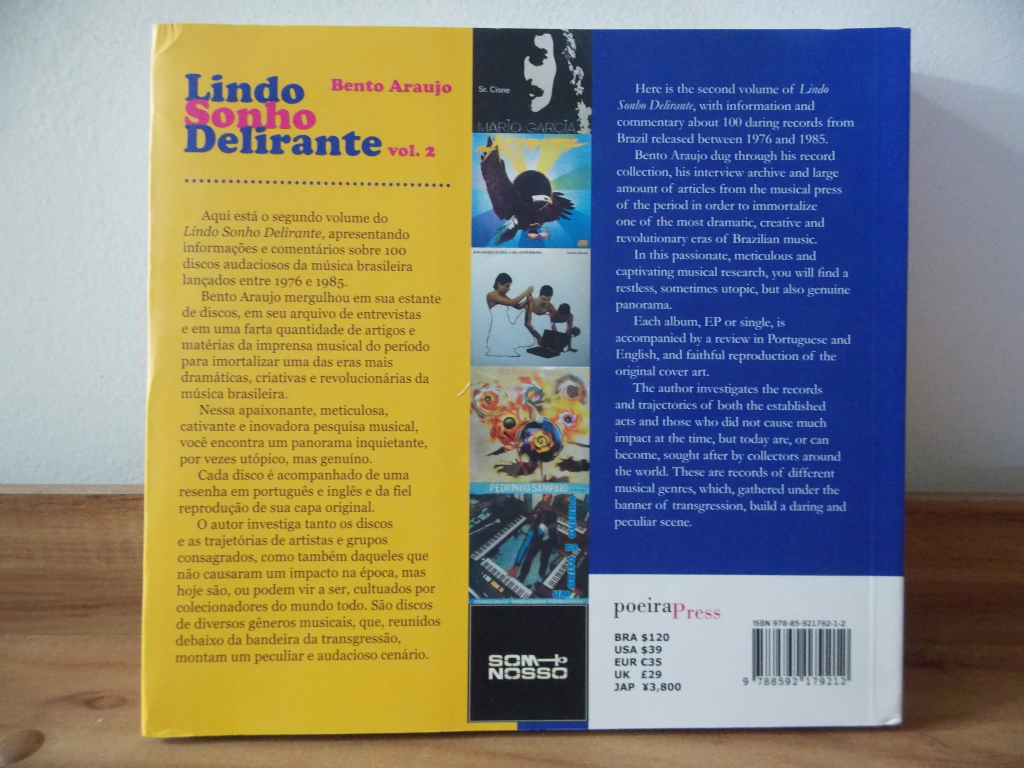 Lindo
Sonho
Delirante vol. 2
Bento Araujo
Aqui está o segundo volume do
Lindo Sonho Delirante, apresentando
informações e comentários sobre 100
discos audaciosos da música brasileira
lançados entre 1976 e 1985.
Bento Araujo mergulhou em sua estante
de discos, em seu arquivo de entrevistas
e em uma farta quantidade de artigos e
matérias da imprensa musical do período
para imortalizar uma das eras mais
dramáticas, criativas e revolucionárias da
música brasileira.
Nessa apaixonante, meticulosa,
cativante e inovadora pesquisa musical,
você encontra um panorama inquietante,
por vezes utópico, mas genuíno.
Cada disco é acompanhado de uma
resenha em português e inglês e da fiel
reprodução de sua capa original.
O autor investiga tanto os discos
e as trajetórias de artistas e grupos
consagrados, como também daqueles que
não causaram um impacto na época, mas
hoje são, ou podem vir a ser, cultuados por
colecionadores do mundo todo. São discos
de diversos gêneros musicais, que, reunidos
debaixo da bandeira da transgressão,
montam um peculiar e audacioso cenário.
Sr. Cisne
MÁRIO GARCIA
PEDRINHO SAMPAIO
SOM
NOSSO
Here is the second volume of Lindo
Sonho Delirante, with information and
commentary about 100 daring records from
Brazil released between 1976 and 1985.
Bento Araujo dug through his record
collection, his interview archive and large
amount of articles from the musical press
of the period in order to immortalize
one of the most dramatic, creative and
revolutionary eras of Brazilian music.
In this passionate, meticulous and
captivating musical research, you will find a
restless, sometimes utopic, but also genuine
panorama.
Each album, EP or single, is
accompanied by a review in Portuguese and
English, and faithful reproduction of the
original cover art.
The author investigates the records
and trajectories of both the established
acts and those who did not cause much
impact at the time, but today are, or can
become, sought after by collectors around
the world. These are records of different
musical genres, which, gathered under the
banner of transgression, build a daring and
peculiar scene.
poeiraPress
BRA $120
USA $39
EUR €35
UK £29
JAP ¥3,800
ISBN 978-85-921792-1-2
9 788592 179212